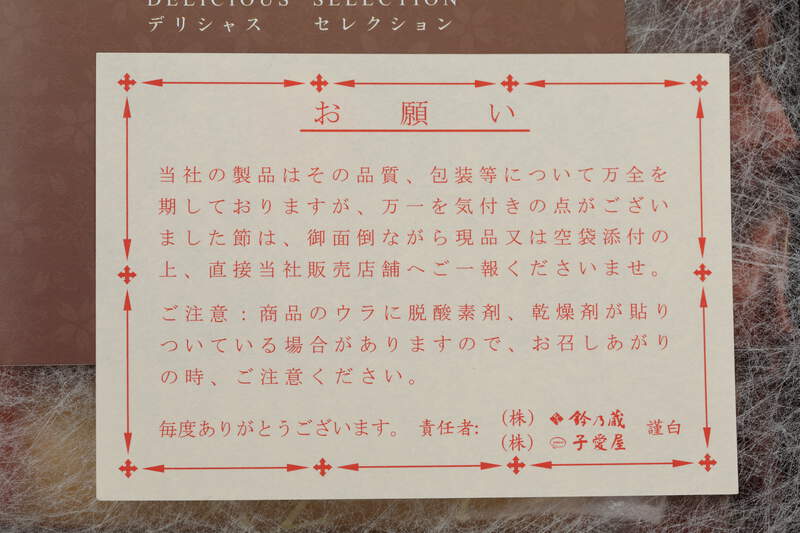 DELICIOUS SELECTION
デリシャス セレクション
お願い
当社の製品はその品質、包装等について万全を
期しておりますが、万一を気付きの点がござい
ました節は、御面倒ながら現品又は空袋添付の
上、直接当社販売店舗へご一報くださいませ。
ご注意：商品のウラに脱酸素剤、乾燥剤が貼り
ついている場合がありますので、お召しあがり
の時、ご注意ください。
毎度ありがとうございます。責任者: (株) 鈴乃蔵 謹白
(株) 子愛屋